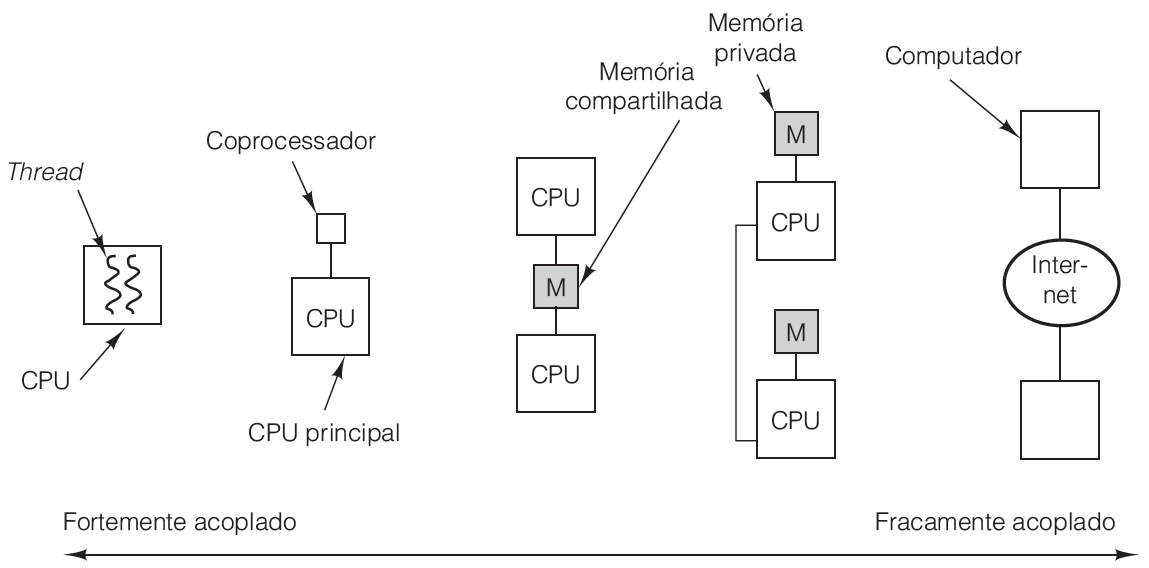 Thread
CPU
Coprocessador
CPU
CPU principal
Memória
compartilhada
CPU
M
CPU
Memória
privada
M
CPU
M
CPU
Computador
Inter-
net
Fortemente acoplado
Fracamente acoplado